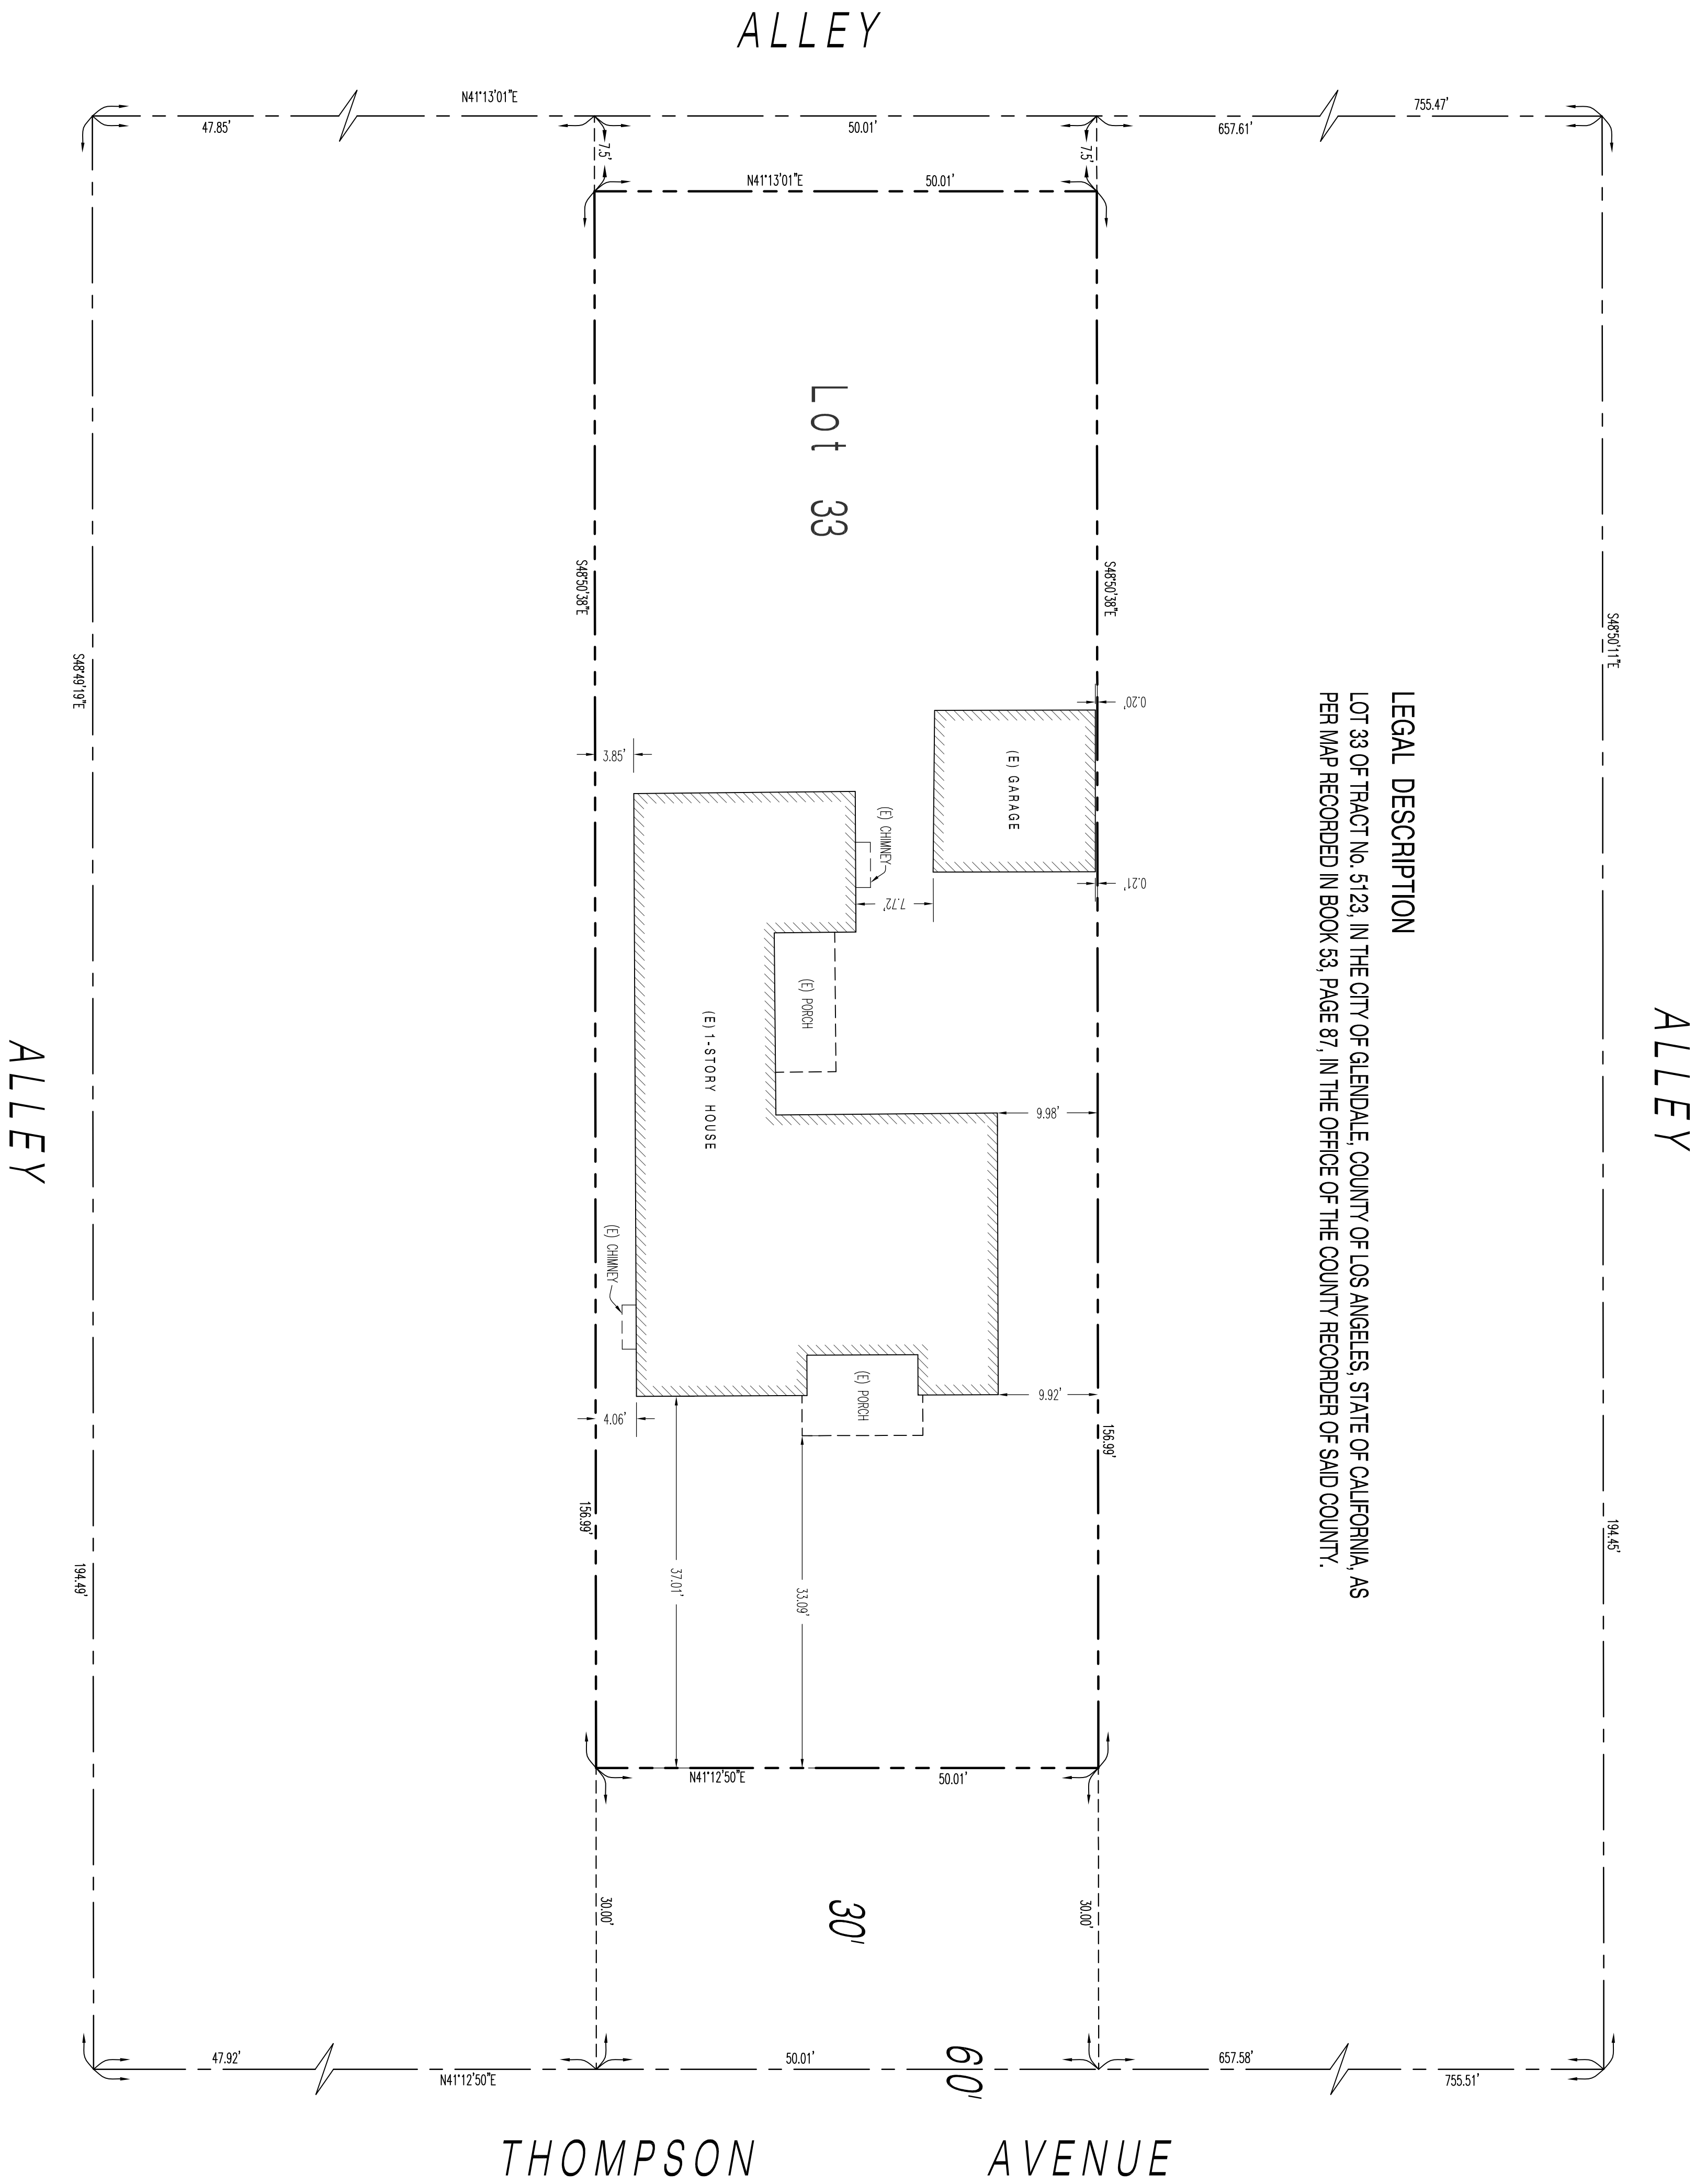 ALLEY
N41°13'01"E
755.47'
47.85'
50.01'
657.61'
7.5'
7.5'
N41°13'01"E
50.01'
Lot 33
S48°50'38"E
S48°50'38"E
S48°50'11"E
S48°49'19"E
LEGAL DESCRIPTION
LOT 33 OF TRACT No. 5123, IN THE CITY OF GLENDALE, COUNTY OF LOS ANGELES, STATE OF CALIFORNIA, AS
PER MAP RECORDED IN BOOK 53, PAGE 87, IN THE OFFICE OF THE COUNTY RECORDER OF SAID COUNTY.
0.20'
3.85'
(E) GARAGE
(E) CHIMNEY
0.21'
7.72'
(E) PORCH
(E) 1-STORY HOUSE
9.98'
ALLEY
ALLEY
(E) CHIMNEY
(E) PORCH
9.92'
4.06'
156.99'
156.99'
194.45'
194.49'
37.01'
33.09'
N41°12'50"E
50.01'
30.00'
30'
30.00'
60'
47.92'
50.01'
657.58'
N41°12'50"E
755.51'
THOMPSON AVENUE